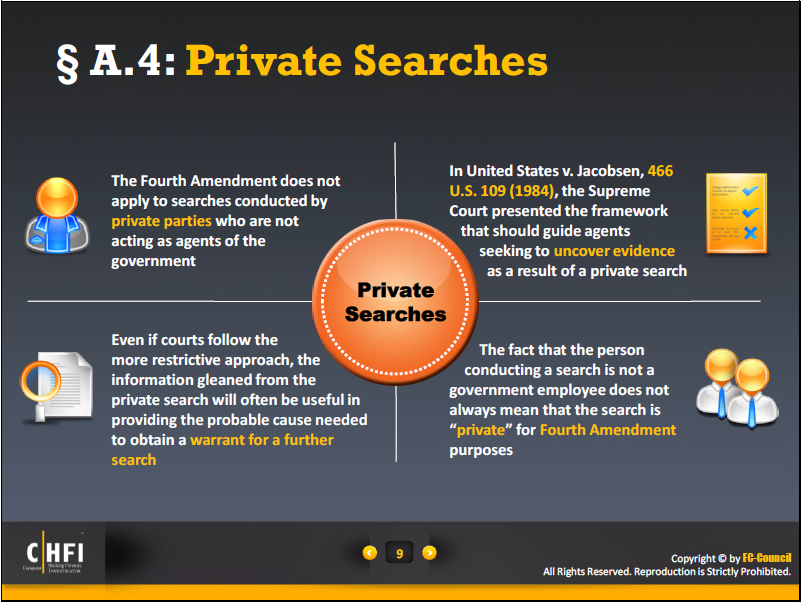 § A.4: Private Searches
The Fourth Amendment does not
apply to searches conducted by
private parties who are not
acting as agents of the
government
In United States v. Jacobsen, 466
U.S. 109 (1984), the Supreme
Court presented the framework
that should guide agents
seeking to uncover evidence
as a result of a private search
Private
Searches
Even if courts follow the
more restrictive approach, the
information gleaned from the
private search will often be useful in
providing the probable cause needed
to obtain a warrant for a further
search
The fact that the person
conducting a search is not a
government employee does not
always mean that the search is
“private” for Fourth Amendment
purposes
CHFI
Computer Hacking Forensic
INVESTIGATOR
9
Copyright © by EC-Council
All Rights Reserved. Reproduction is Strictly Prohibited.